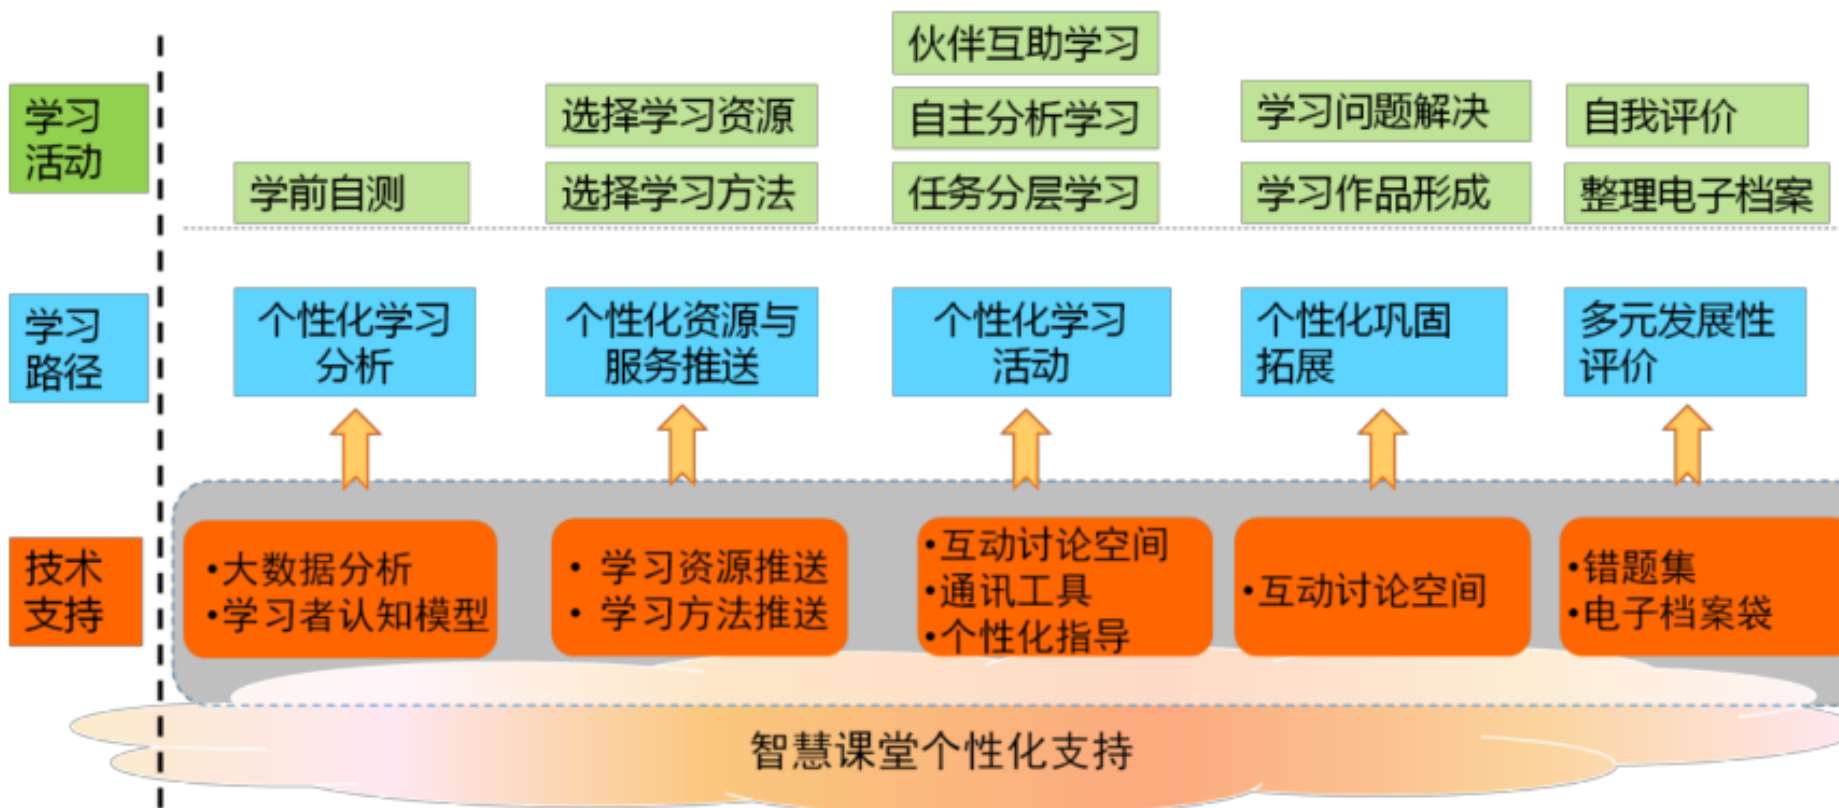 伙伴互助学习
学习
活动
选择学习资源
自主分析学习
学习问题解决
自我评价
学前自测
选择学习方法
任务分层学习
学习作品形成
整理电子档案
学习
路径
个性化学习
分析
个性化资源与
服务推送
个性化学习
活动
个性化巩固
拓展
多元发展性
评价
技术
支持
•大数据分析
•学习者认知模型
• 学习资源推送
• 学习方法推送
•互动讨论空间
•通讯工具
•个性化指导
•互动讨论空间
•错题集
•电子档案袋
智慧课堂个性化支持